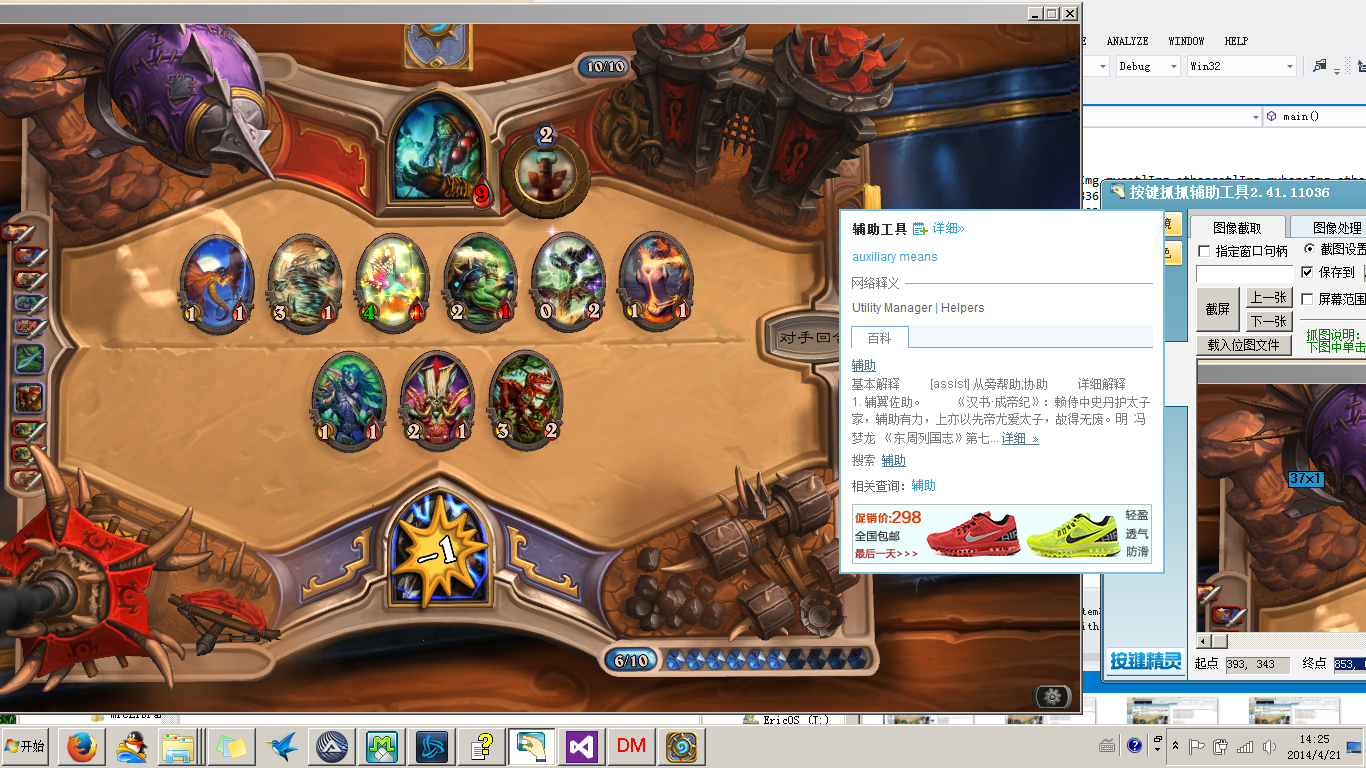 10/10
9
2
1 1
3 1
4
2 1
0 2
1 1
对手回合
1 1
2 1
3 2
-1
6/10
ANALYZE WINDOW HELP
Debug
Win32
main()
按键抓抓辅助工具2.41.11036
图像截取
图像处理
指定窗口句柄
截图设置
保存到
截屏
上一张
下一张
屏幕范围
载入位图文件
抓图说明:
下图中单击
37×1
按键精灵
起点 393, 343 终点 853,
辅助工具 详细»
auxiliary means
网络释义
Utility Manager | Helpers
百科
辅助
基本解释 [assist] 从旁帮助;协助 详细解释
1. 辅翼佐助。 《汉书·成帝纪》: 赖侍中史丹护太子
家，辅助有力，上亦以先帝尤爱太子，故得无废。明 冯
梦龙 《东周列国志》第七... 详细 »
搜索 辅助
相关查询: 辅助
促销价:298
全国包邮
最后一天>>>
轻盈
透气
防滑
EricOS (T:)
开始
DM
14:25
2014/4/21